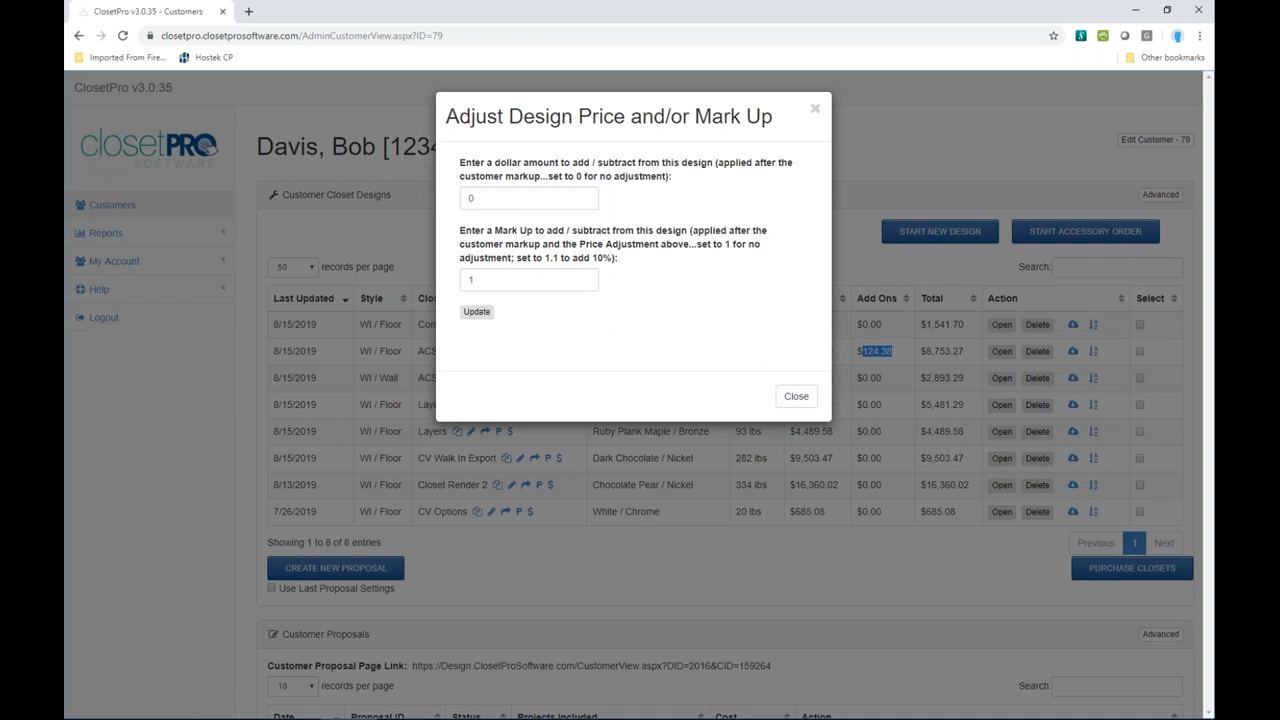 ClosetPro v3.0.35 - Customers
closetpro.closetprosoftware.com/AdminCustomerView.aspx?ID=79
Imported From Fire... Hostek CP Other bookmarks
ClosetPro v3.0.35
closetPRO
SOFTWARE
Customers
Reports
My Account
Help
Logout
Davis, Bob [1234
Edit Customer - 79
Customer Closet Designs
Advanced
START NEW DESIGN START ACCESSORY ORDER
50 records per page
Search:
Adjust Design Price and/or Mark Up
Enter a dollar amount to add / subtract from this design (applied after the
customer markup...set to 0 for no adjustment):
0
Enter a Mark Up to add / subtract from this design (applied after the
customer markup and the Price Adjustment above...set to 1 for no
adjustment; set to 1.1 to add 10%):
1
Update
Close
Last Updated Style Clos Add Ons Total Action Select
8/15/2019 WI / Floor $0.00 $1,541.70 Open Delete
8/15/2019 WI / Floor ACS $124.38 $8,753.27 Open Delete
8/15/2019 WI / Wall ACS $0.00 $2,893.29 Open Delete
8/15/2019 WI / Floor Laye $0.00 $5,481.29 Open Delete
8/15/2019 WI / Floor Layers P $ Ruby Plank Maple / Bronze 93 lbs $4,489.58 $0.00 $4,489.58 Open Delete
8/15/2019 WI / Floor CV Walk In Export P $ Dark Chocolate / Nickel 282 lbs $9,503.47 $0.00 $9,503.47 Open Delete
8/13/2019 WI / Floor Closet Render 2 P $ Chocolate Pear / Nickel 334 lbs $16,360.02 $0.00 $16,360.02 Open Delete
7/26/2019 WI / Floor CV Options P $ White / Chrome 20 lbs $685.08 $0.00 $685.08 Open Delete
Showing 1 to 8 of 8 entries
Previous 1 Next
CREATE NEW PROPOSAL PURCHASE CLOSETS
Use Last Proposal Settings
Customer Proposals
Advanced
Customer Proposal Page Link: https://Design.ClosetProSoftware.com/CustomerView.aspx?DID=2016&CID=159264
10 records per page
Search:
Date Proposal ID Status Projects Included Cost Action